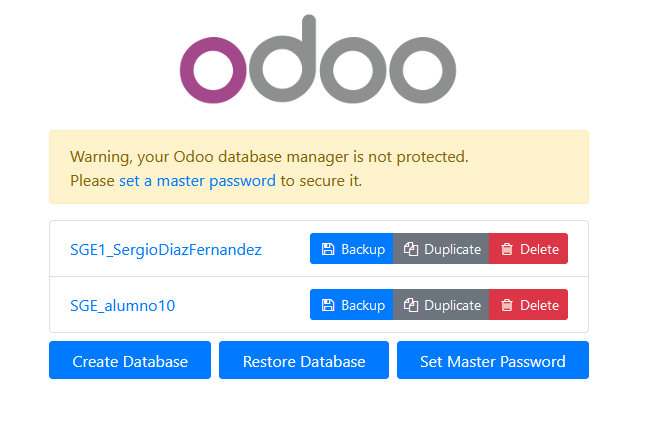 odoo
Warning, your Odoo database manager is not protected.
Please set a master password to secure it.
SGE1_SergioDiazFernandez Backup Duplicate Delete
SGE_alumno10 Backup Duplicate Delete
Create Database Restore Database Set Master Password